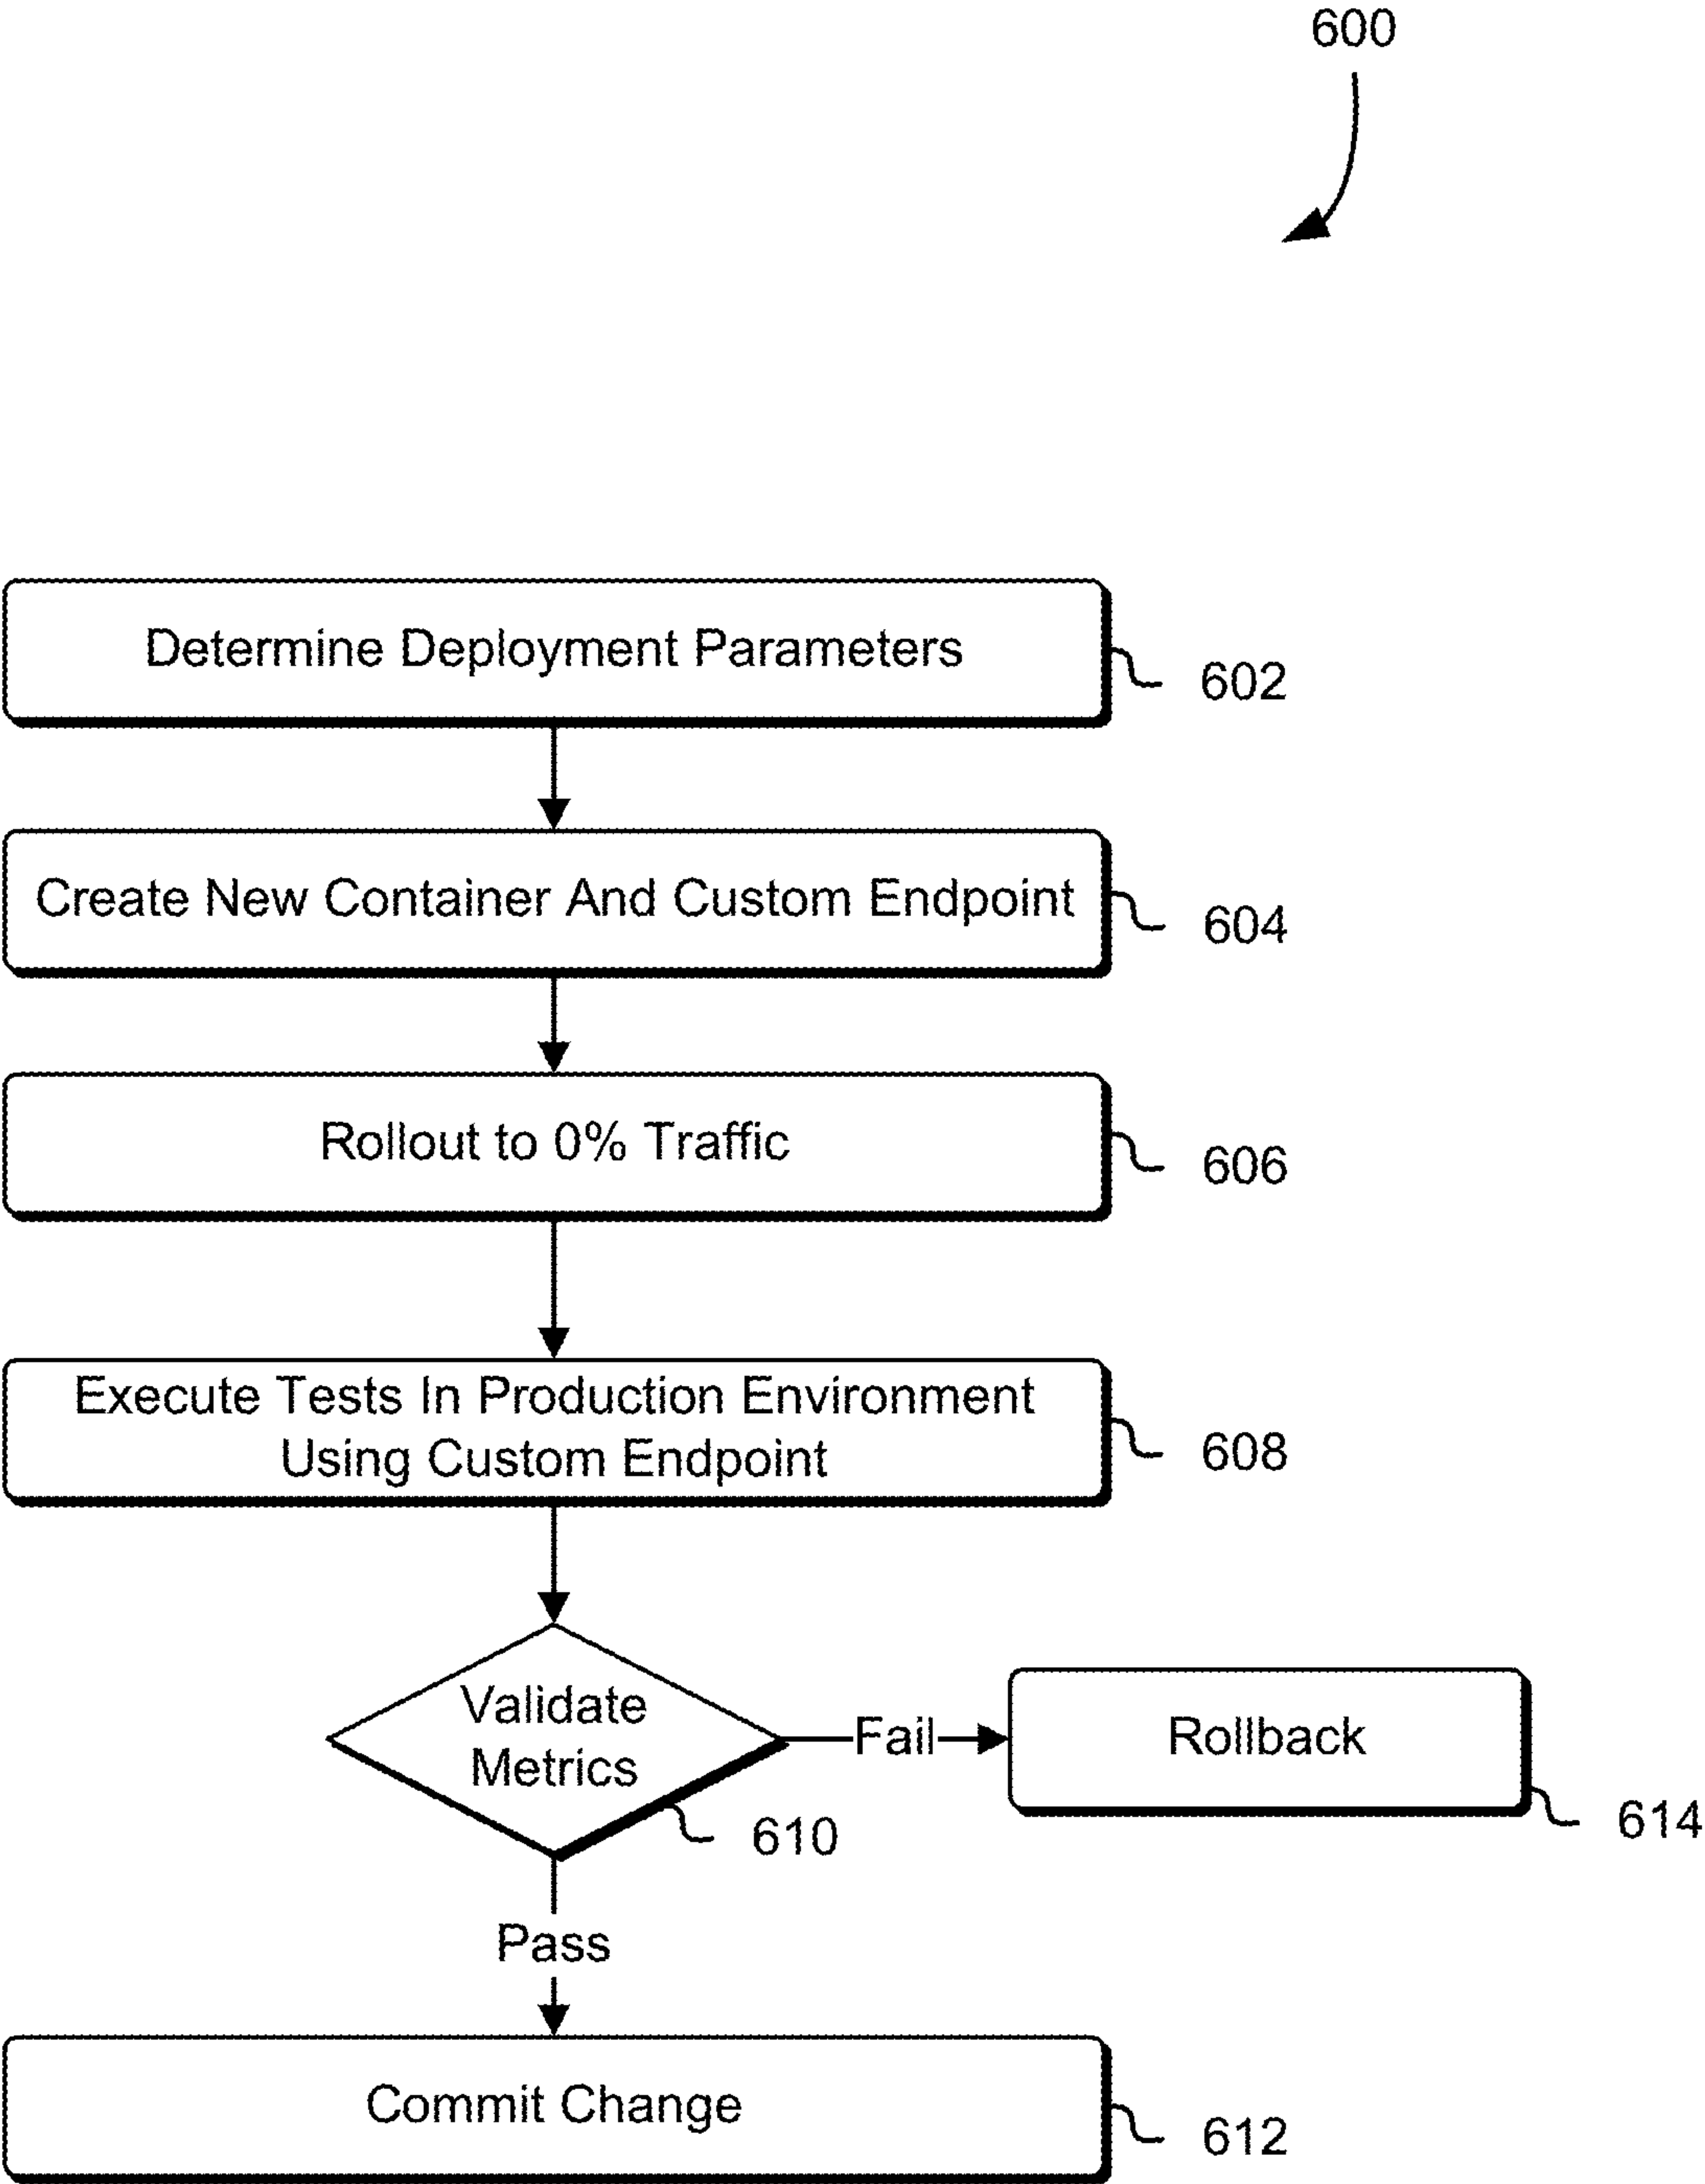 600
Determine Deployment Parameters
602
Create New Container And Custom Endpoint
604
Rollout to 0% Traffic
606
Execute Tests In Production Environment
Using Custom Endpoint
608
Validate
Metrics
610
Fail
Rollback
614
Pass
Commit Change
612